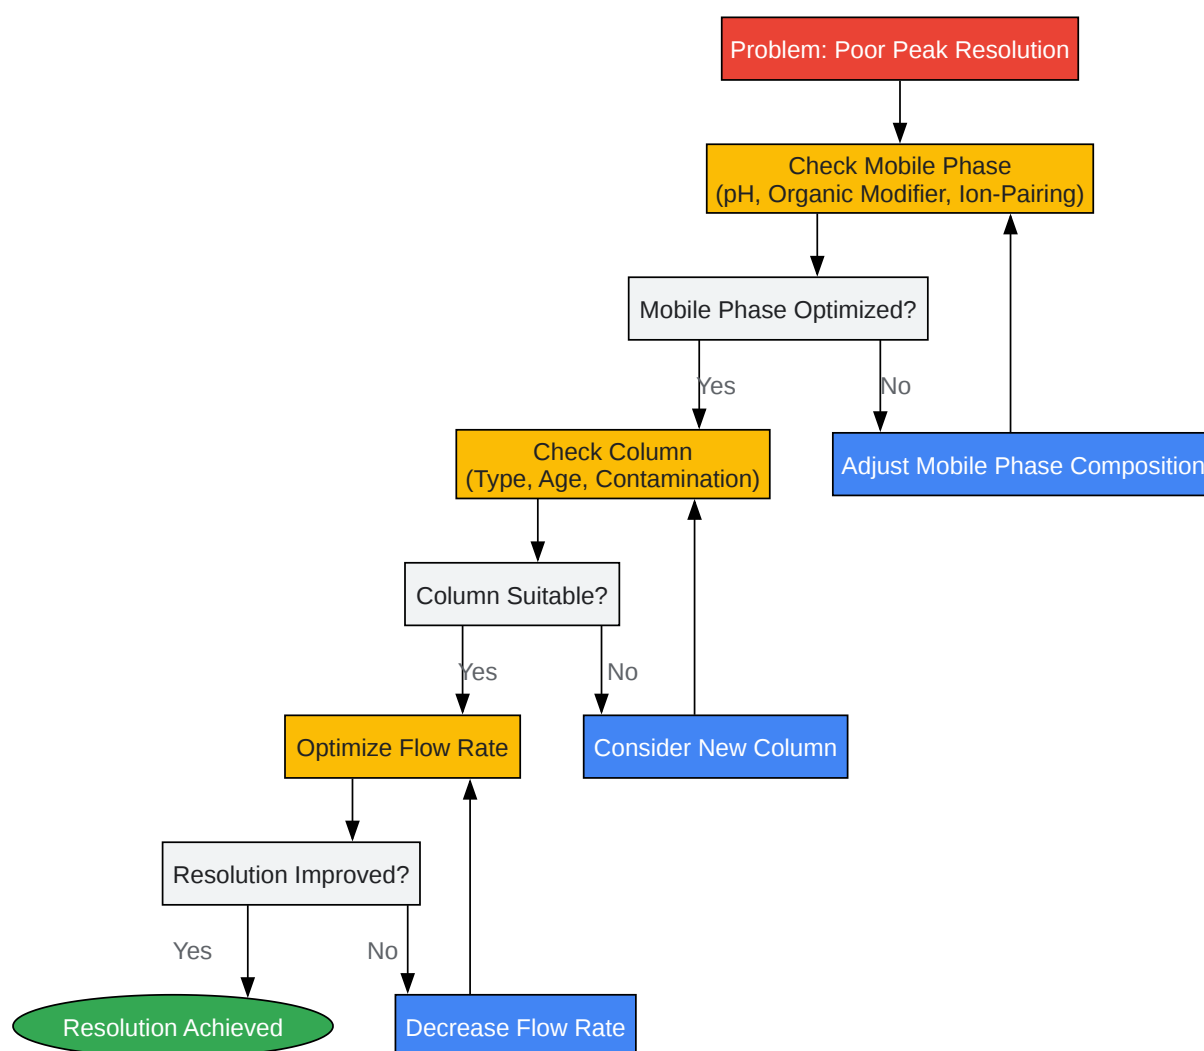 Problem: Poor Peak Resolution
Check Mobile Phase
(pH, Organic Modifier, Ion-Pairing)
Mobile Phase Optimized?
Yes
No
Check Column
(Type, Age, Contamination)
Adjust Mobile Phase Composition
Column Suitable?
Yes
No
Optimize Flow Rate
Consider New Column
Resolution Improved?
Yes
No
Resolution Achieved
Decrease Flow Rate